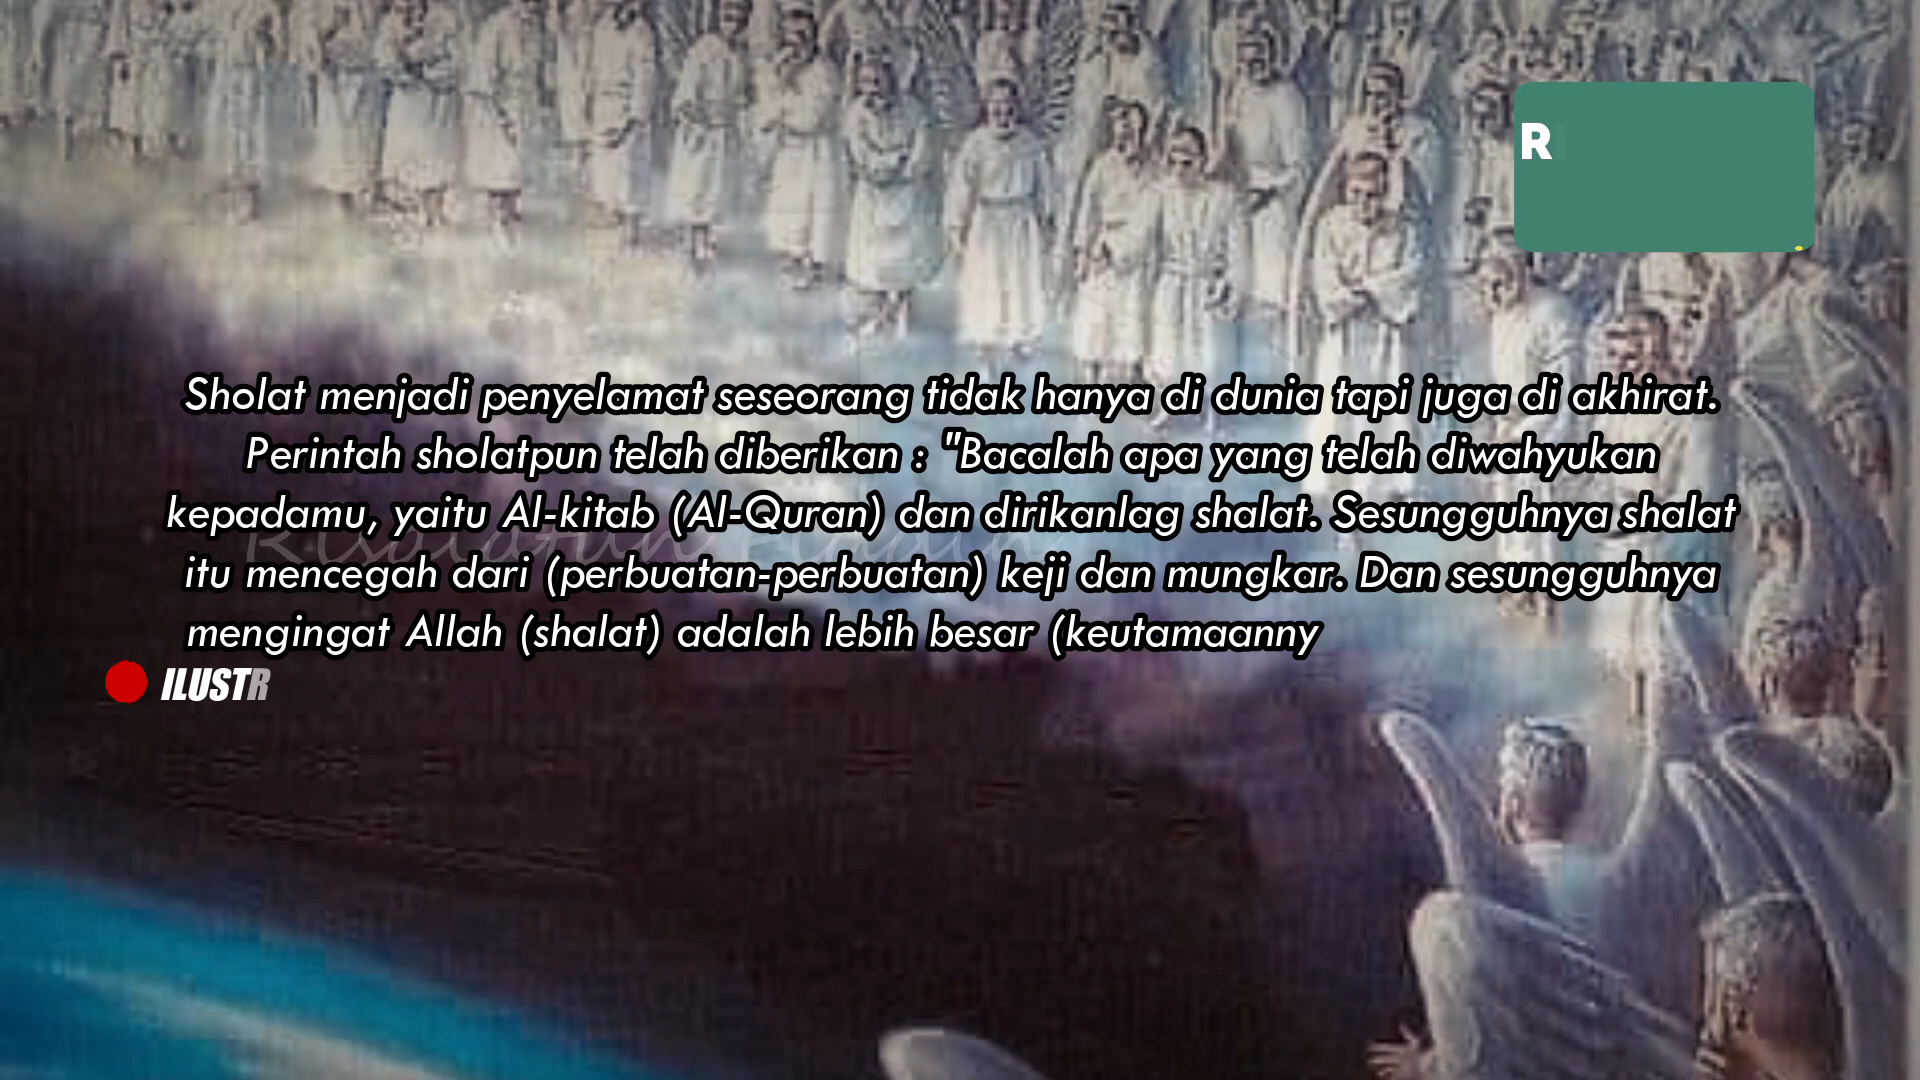 R
Sholat menjadi penyelamat seseorang tidak hanya di dunia tapi juga di akhirat.
Perintah sholatpun telah diberikan : "Bacalah apa yang telah diwahyukan
kepadamu, yaitu Al-kitab (Al-Quran) dan dirikanlag shalat. Sesungguhnya shalat
itu mencegah dari (perbuatan-perbuatan) keji dan mungkar. Dan sesungguhnya
mengingat Allah (shalat) adalah lebih besar (keutamaanny
ILUSTR